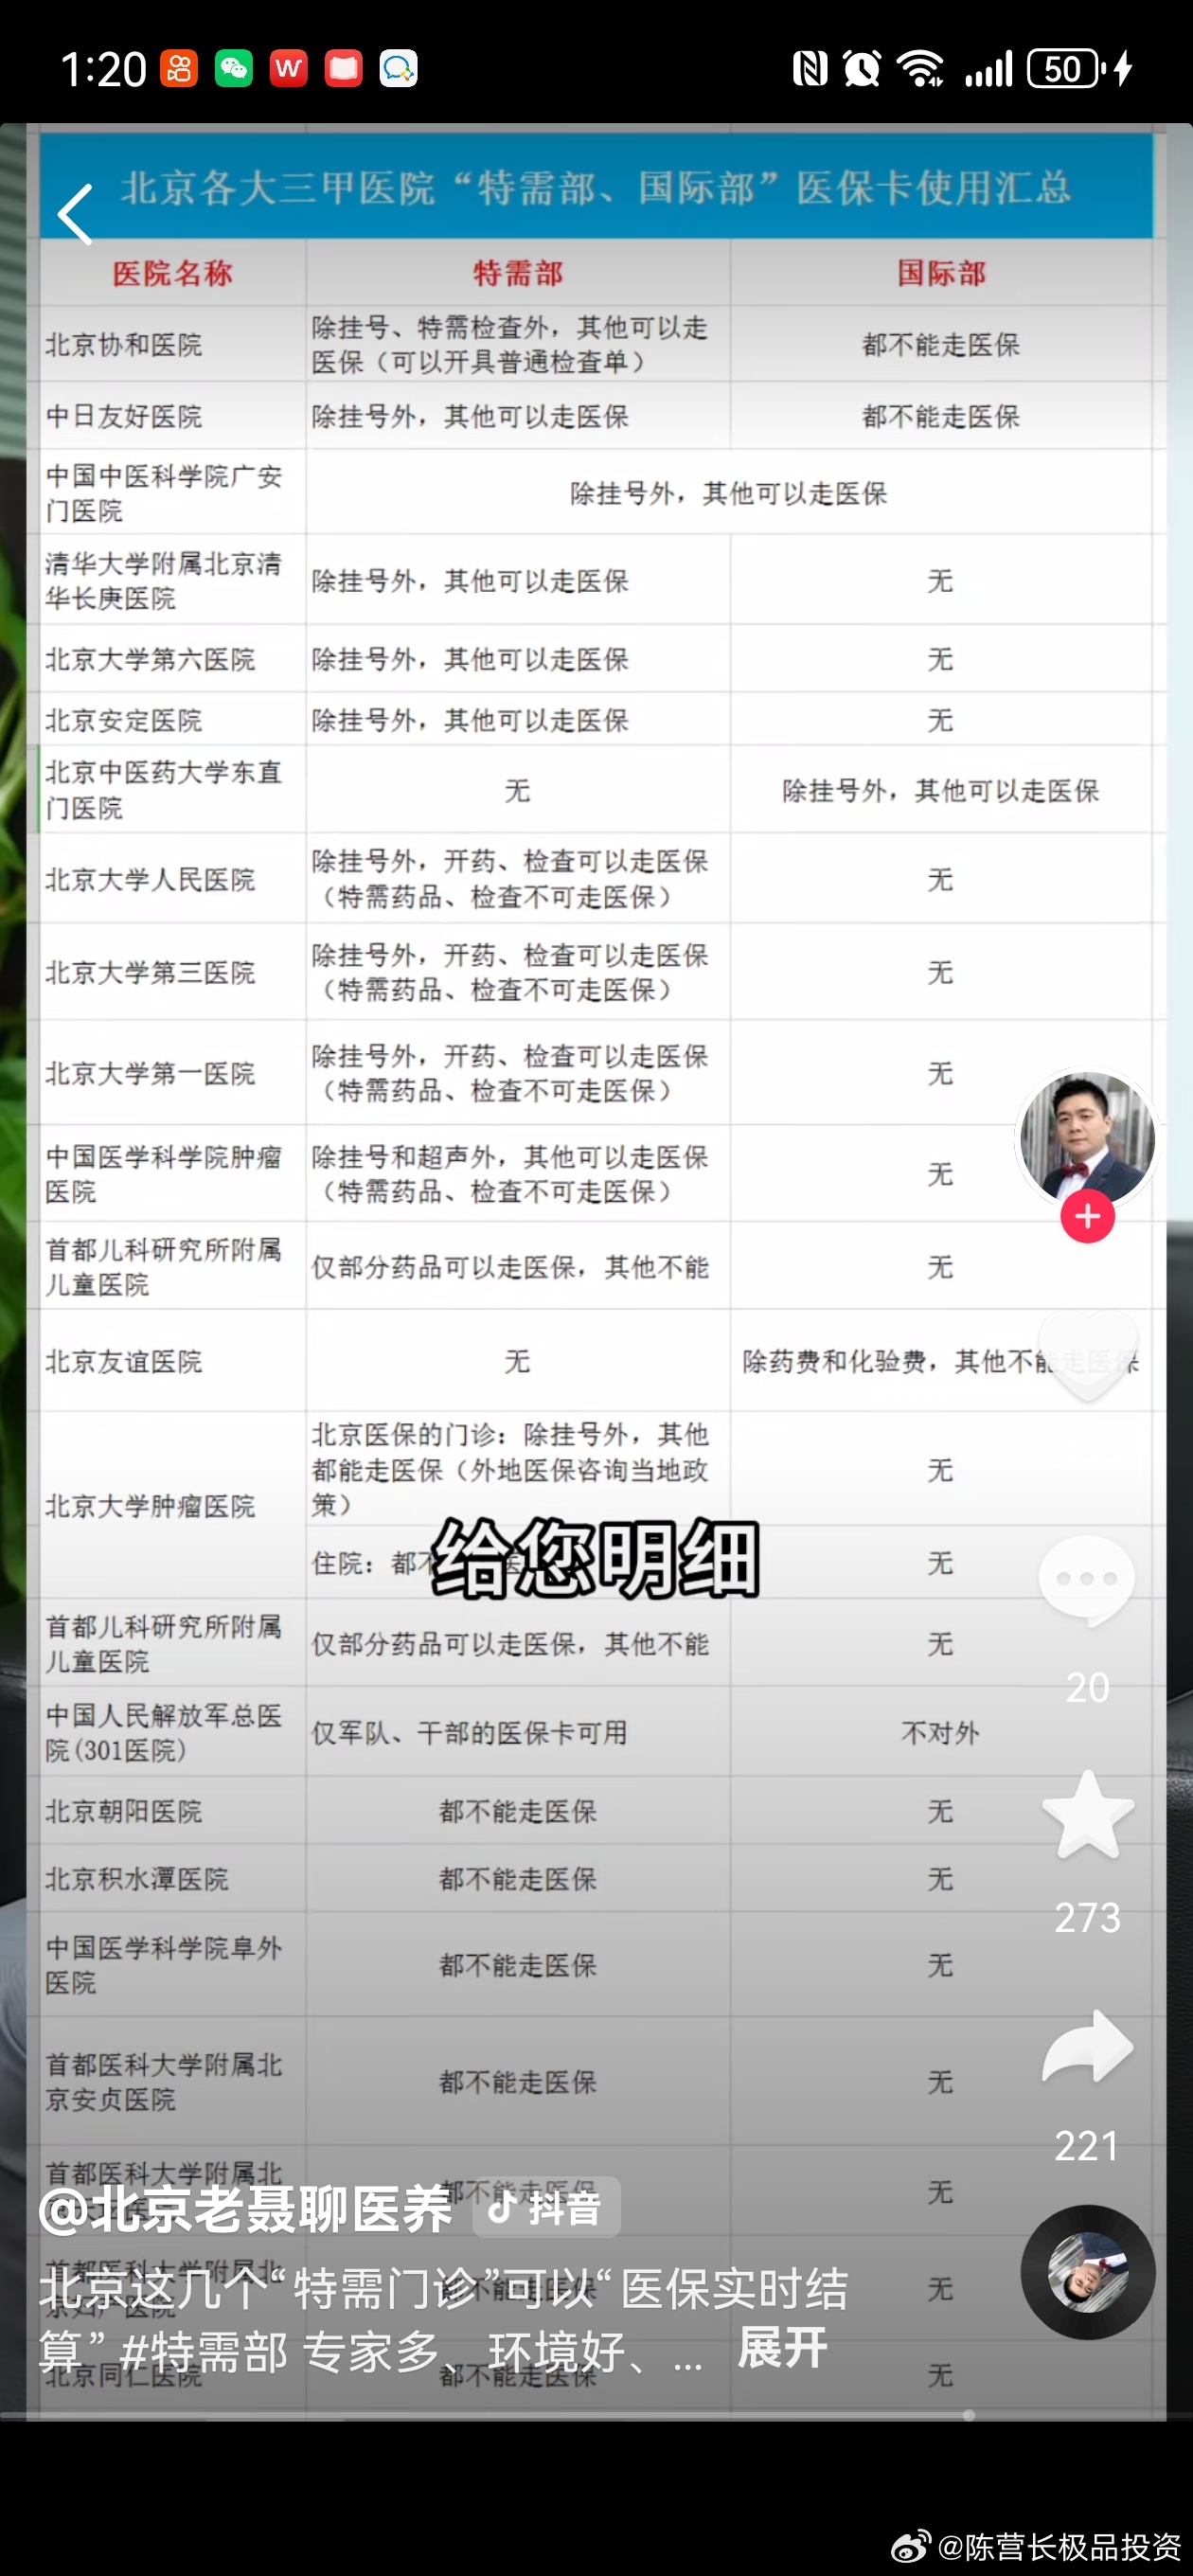 1:20
50
北京各大三甲医院“特需部、国际部”医保卡使用汇总
医院名称 特需部 国际部
北京协和医院
除挂号、特需检查外，其他可以走
医保（可以开具普通检查单）
都不能走医保
中日友好医院
除挂号外，其他可以走医保
都不能走医保
中国中医科学院广安
门医院
除挂号外，其他可以走医保
清华大学附属北京清
华长庚医院
除挂号外，其他可以走医保
无
北京大学第六医院
除挂号外，其他可以走医保
无
北京安定医院
除挂号外，其他可以走医保
无
北京中医药大学东直
门医院
无
除挂号外，其他可以走医保
北京大学人民医院
除挂号外，开药、检查可以走医保
（特需药品、检查不可走医保）
无
北京大学第三医院
除挂号外，开药、检查可以走医保
（特需药品、检查不可走医保）
无
北京大学第一医院
除挂号外，开药、检查可以走医保
（特需药品、检查不可走医保）
无
中国医学科学院肿瘤
医院
除挂号和超声外，其他可以走医保
（特需药品、检查不可走医保）
无
首都儿科研究所附属
儿童医院
仅部分药品可以走医保，其他不能
无
北京友谊医院
无
除药费和化验费，其他不能走医保
北京大学肿瘤医院
北京医保的门诊：除挂号外，其他
都能走医保（外地医保咨询当地政
策）
无
住院：都不
给您明细
无
首都儿科研究所附属
儿童医院
仅部分药品可以走医保，其他不能
无
20
中国人民解放军总医
院(301医院)
仅军队、干部的医保卡可用
不对外
北京朝阳医院
都不能走医保
无
北京积水潭医院
都不能走医保
无
273
中国医学科学院阜外
医院
都不能走医保
无
首都医科大学附属北
京安贞医院
都不能走医保
无
221
首都医科大学附属北
都不能走医保
无
@北京老聂聊医养 抖音
首都医科大学附属北
京妇产医院
无
北京这几个“特需门诊”可以“医保实时结
算”#特需部 专家多、环境好、... 展开
北京同仁医院
都不能走医保
无
@陈营长极品投资